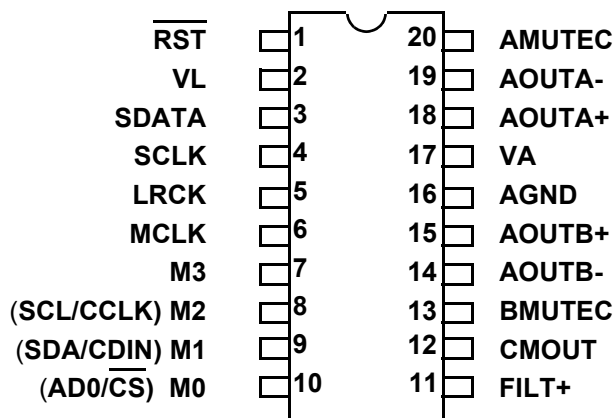 RST 1 20 AMUTEC
VL 2 19 AOUTA-
SDATA 3 18 AOUTA+
SCLK 4 17 VA
LRCK 5 16 AGND
MCLK 6 15 AOUTB+
M3 7 14 AOUTB-
(SCL/CCLK) M2 8 13 BMUTEC
(SDA/CDIN) M1 9 12 CMOUT
(AD0/CS) M0 10 11 FILT+